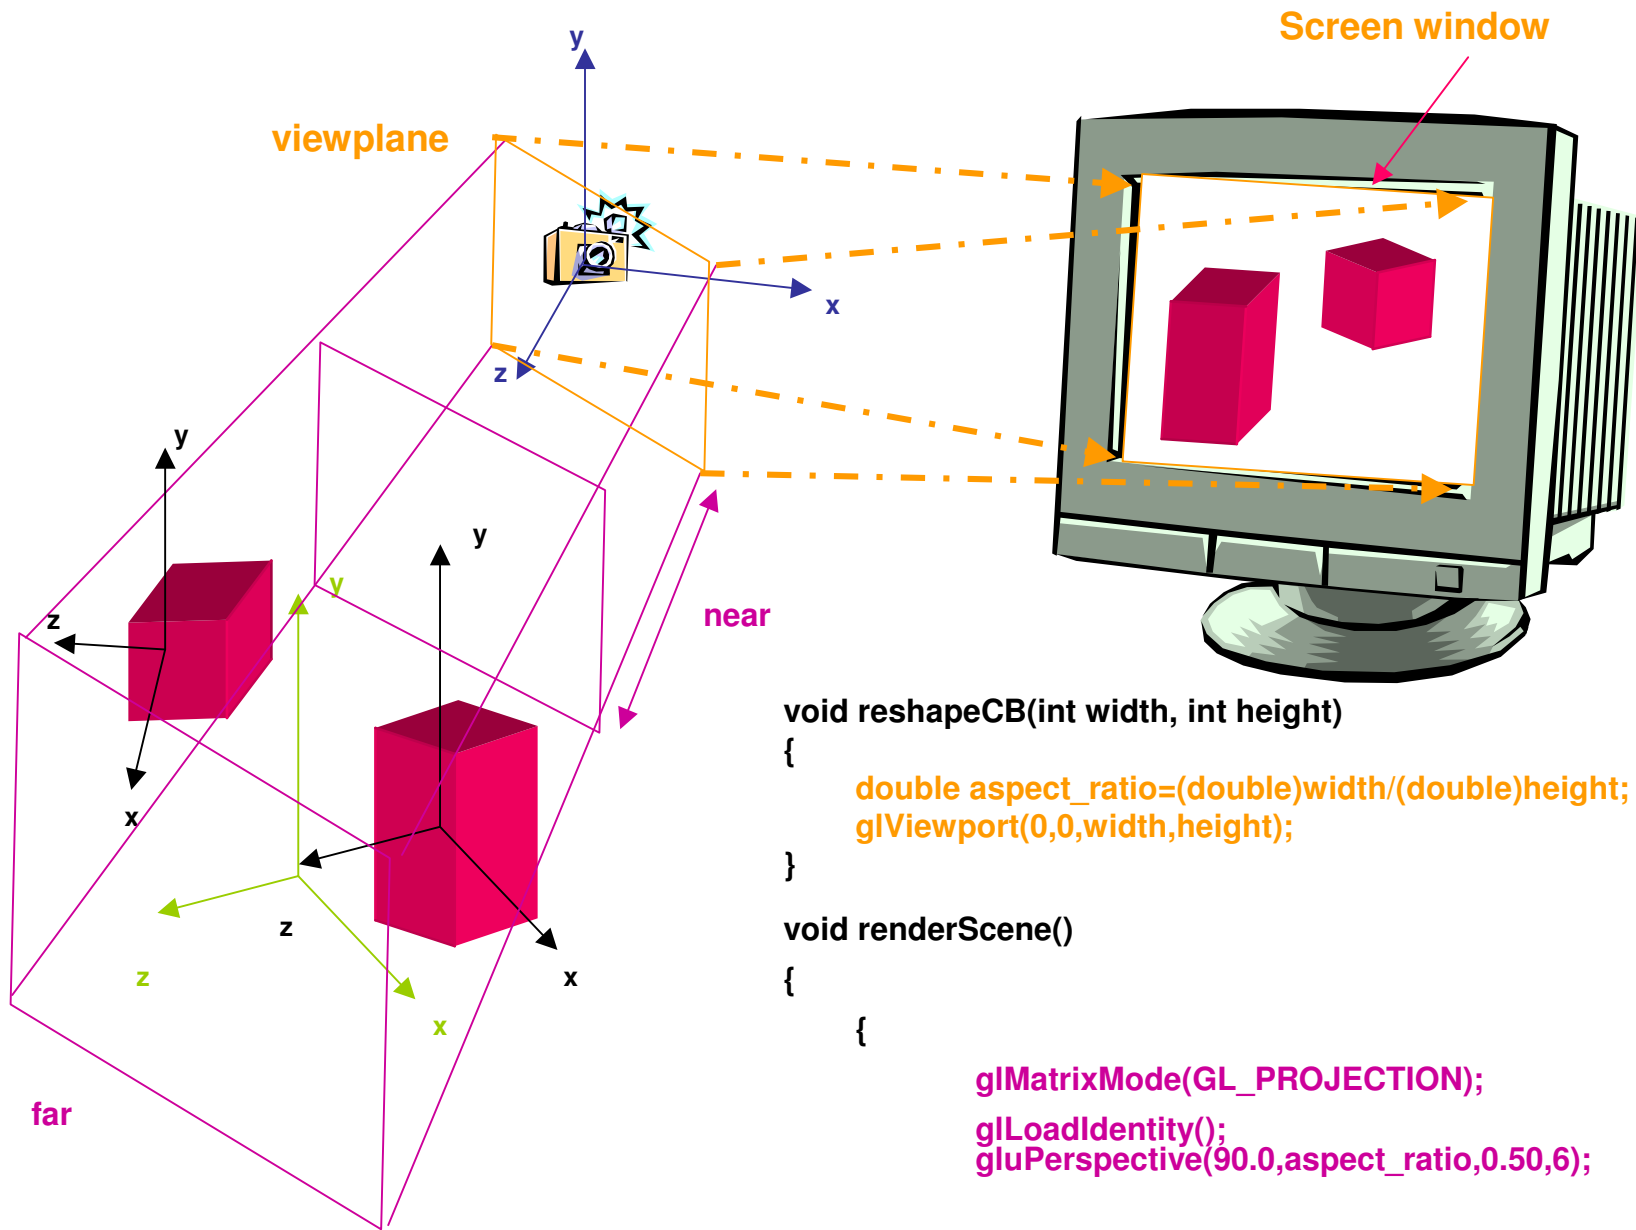 Screen window
y
viewplane
x
z
y
y
y
z
near
x
z
x
z
x
far
void reshapeCB(int width, int height)
{
double aspect_ratio=(double)width/(double)height;
glViewport(0,0,width,height);
}
void renderScene()
{
{
glMatrixMode(GL_PROJECTION);
glLoadIdentity();
gluPerspective(90.0,aspect_ratio,0.50,6);